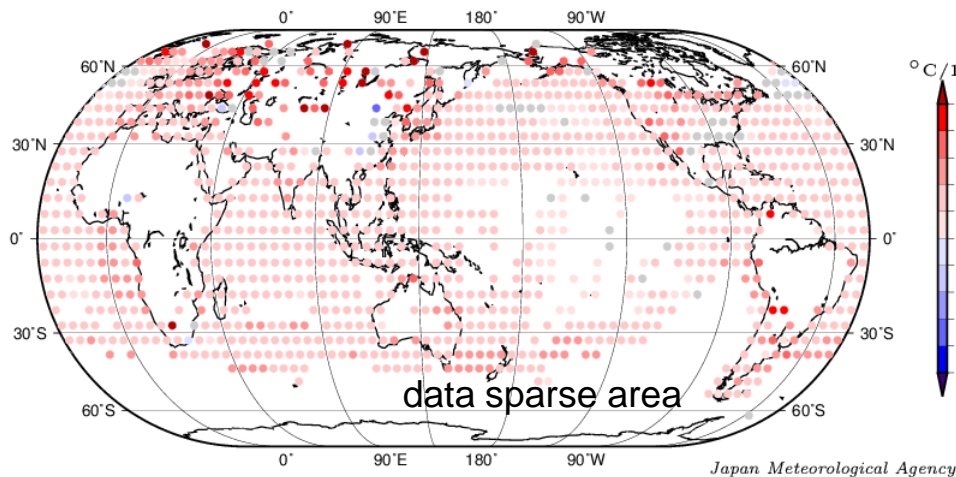 0° 90°E 180° 90°W
°C/1
60°N 60°N
30°N 30°N
0° 0°
30°S 30°S
data sparse area
60°S 60°S
0° 90°E 180° 90°W
Japan Meteorological Agency